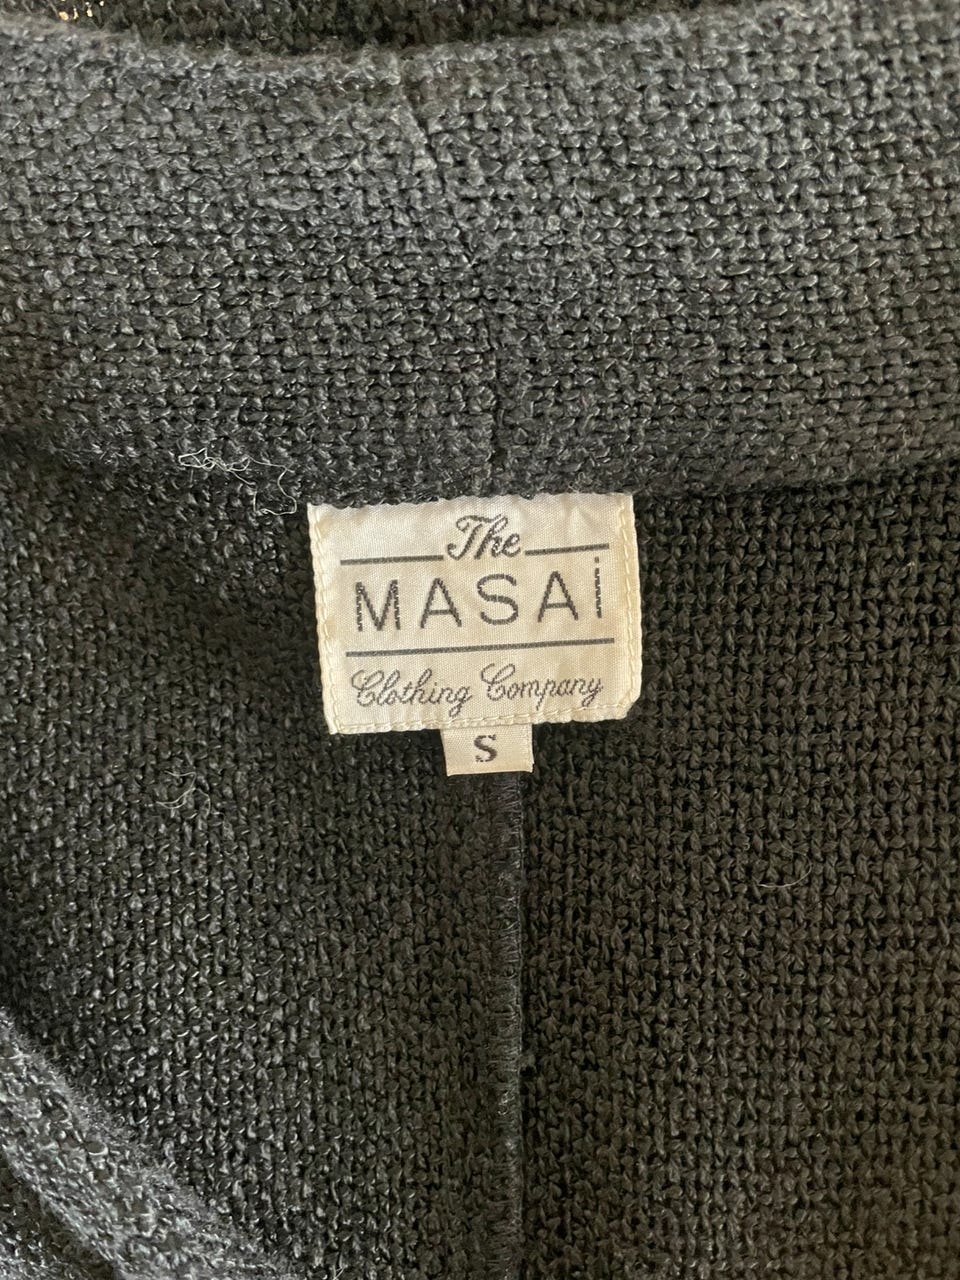 The
MASAi
Clothing Company
S